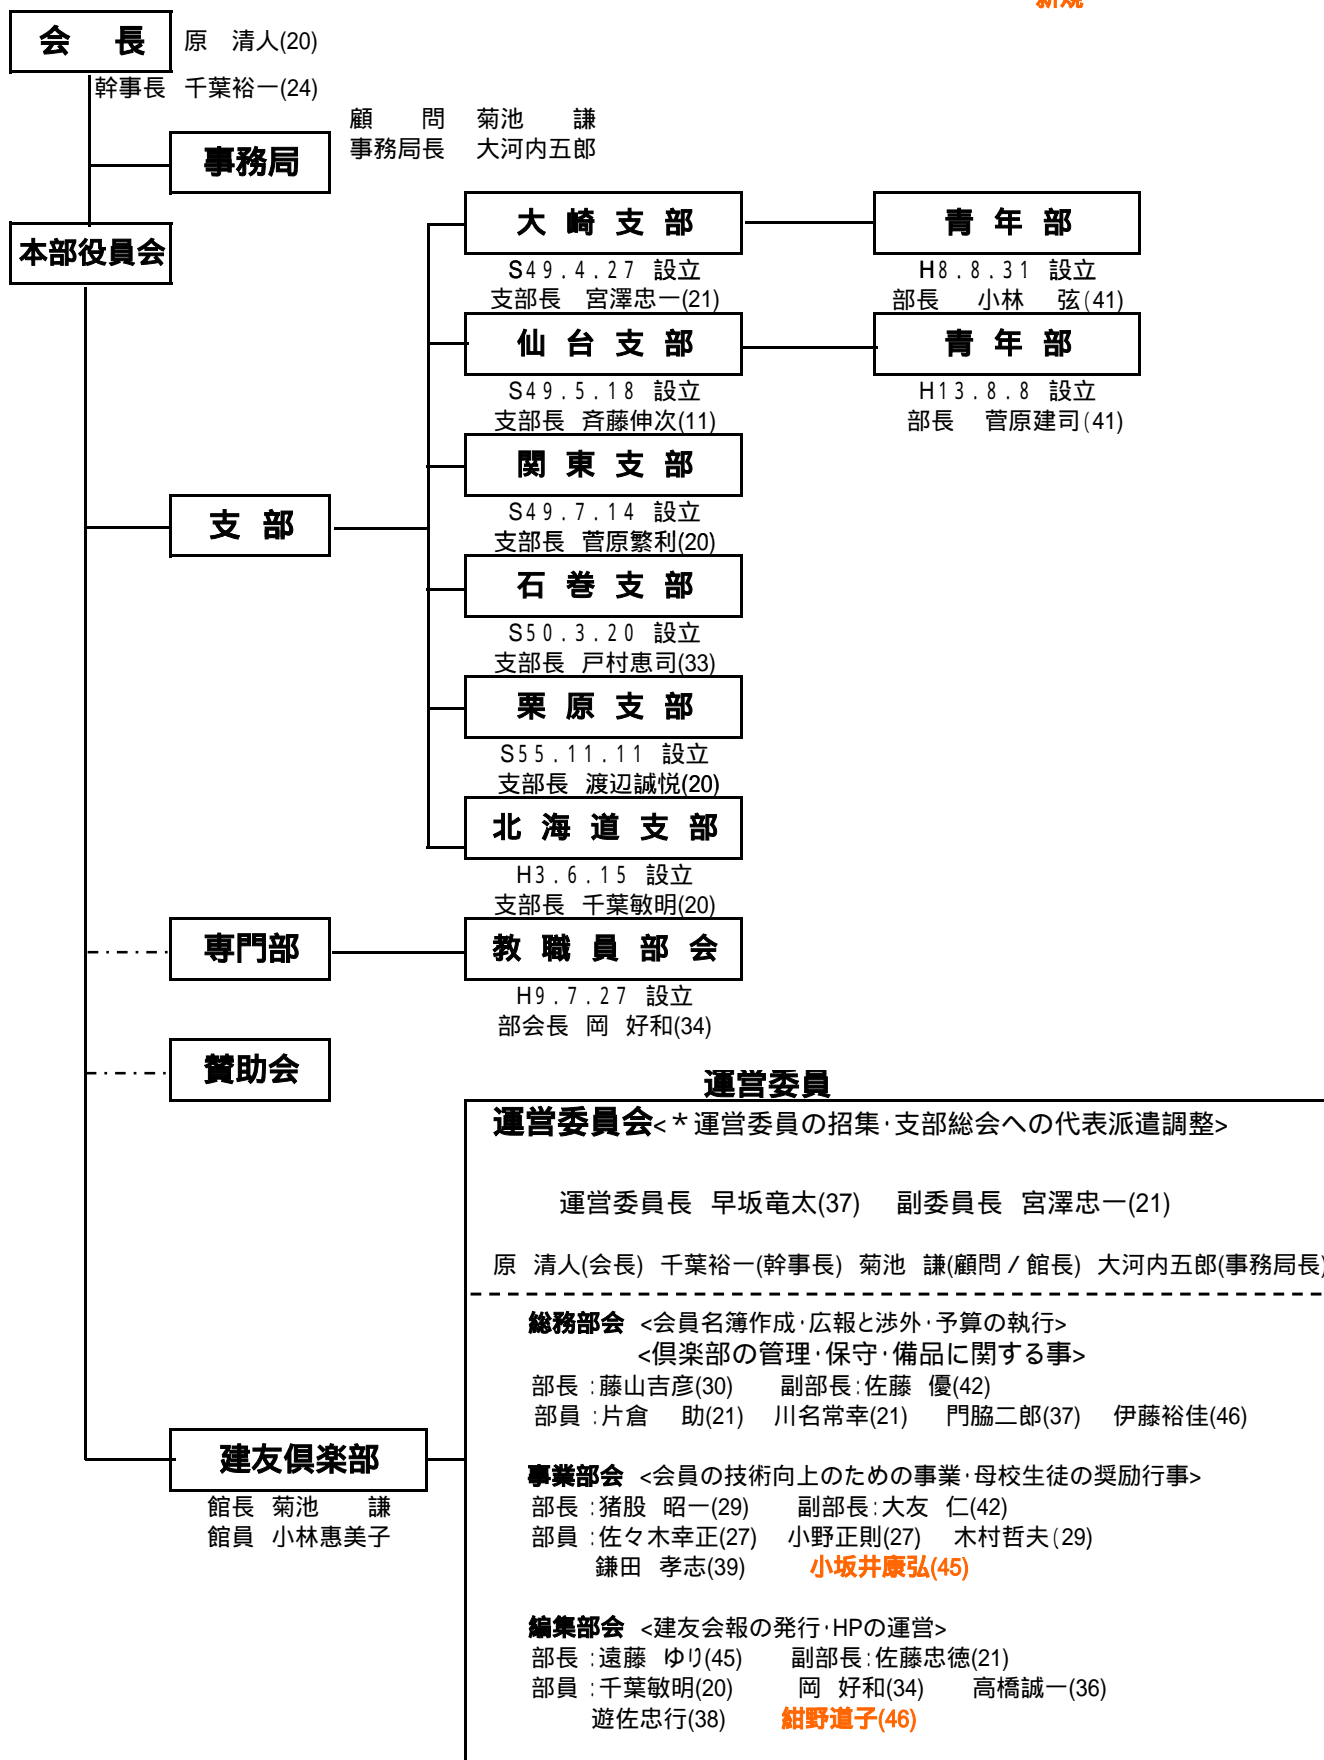 新規
会　長　原　清人(20)
幹事長　千葉裕一(24)
顧　問　菊池　謙
事務局　事務局長　大河内五郎
大崎支部　青年部
本部役員会
S49.4.27 設立　H8.8.31 設立
支部長　宮澤忠一(21)　部長　小林　弦(41)
仙台支部　青年部
S49.5.18 設立　H13.8.8 設立
支部長　斉藤伸次(11)　部長　菅原建司(41)
関東支部
S49.7.14 設立
支部
支部長　菅原繁利(20)
石巻支部
S50.3.20 設立
支部長　戸村恵司(33)
栗原支部
S55.11.11 設立
支部長　渡辺誠悦(20)
北海道支部
H3.6.15 設立
支部長　千葉敏明(20)
専門部　教職員部会
H9.7.27 設立
部会長　岡 好和(34)
賛助会
運営委員
運営委員会<＊運営委員の招集･支部総会への代表派遣調整>
運営委員長　早坂竜太(37)　副委員長　宮澤忠一(21)
原　清人(会長)　千葉裕一(幹事長)　菊池　謙(顧問／館長)　大河内五郎(事務局長)
総務部会　<会員名簿作成･広報と渉外･予算の執行>
<倶楽部の管理･保守･備品に関する事>
部長：藤山吉彦(30)　副部長：佐藤 優(42)
部員：片倉　助(21)　川名常幸(21)　門脇二郎(37)　伊藤裕佳(46)
建友倶楽部
館長　菊池　謙
館員　小林惠美子
事業部会　<会員の技術向上のための事業･母校生徒の奨励行事>
部長：猪股 昭一(29)　副部長：大友 仁(42)
部員：佐々木幸正(27)　小野正則(27)　木村哲夫(29)
鎌田 孝志(39)　小坂井康弘(45)
編集部会　<建友会報の発行･HPの運営>
部長：遠藤 ゆり(45)　副部長：佐藤忠徳(21)
部員：千葉敏明(20)　岡 好和(34)　高橋誠一(36)
遊佐忠行(38)　紺野道子(46)